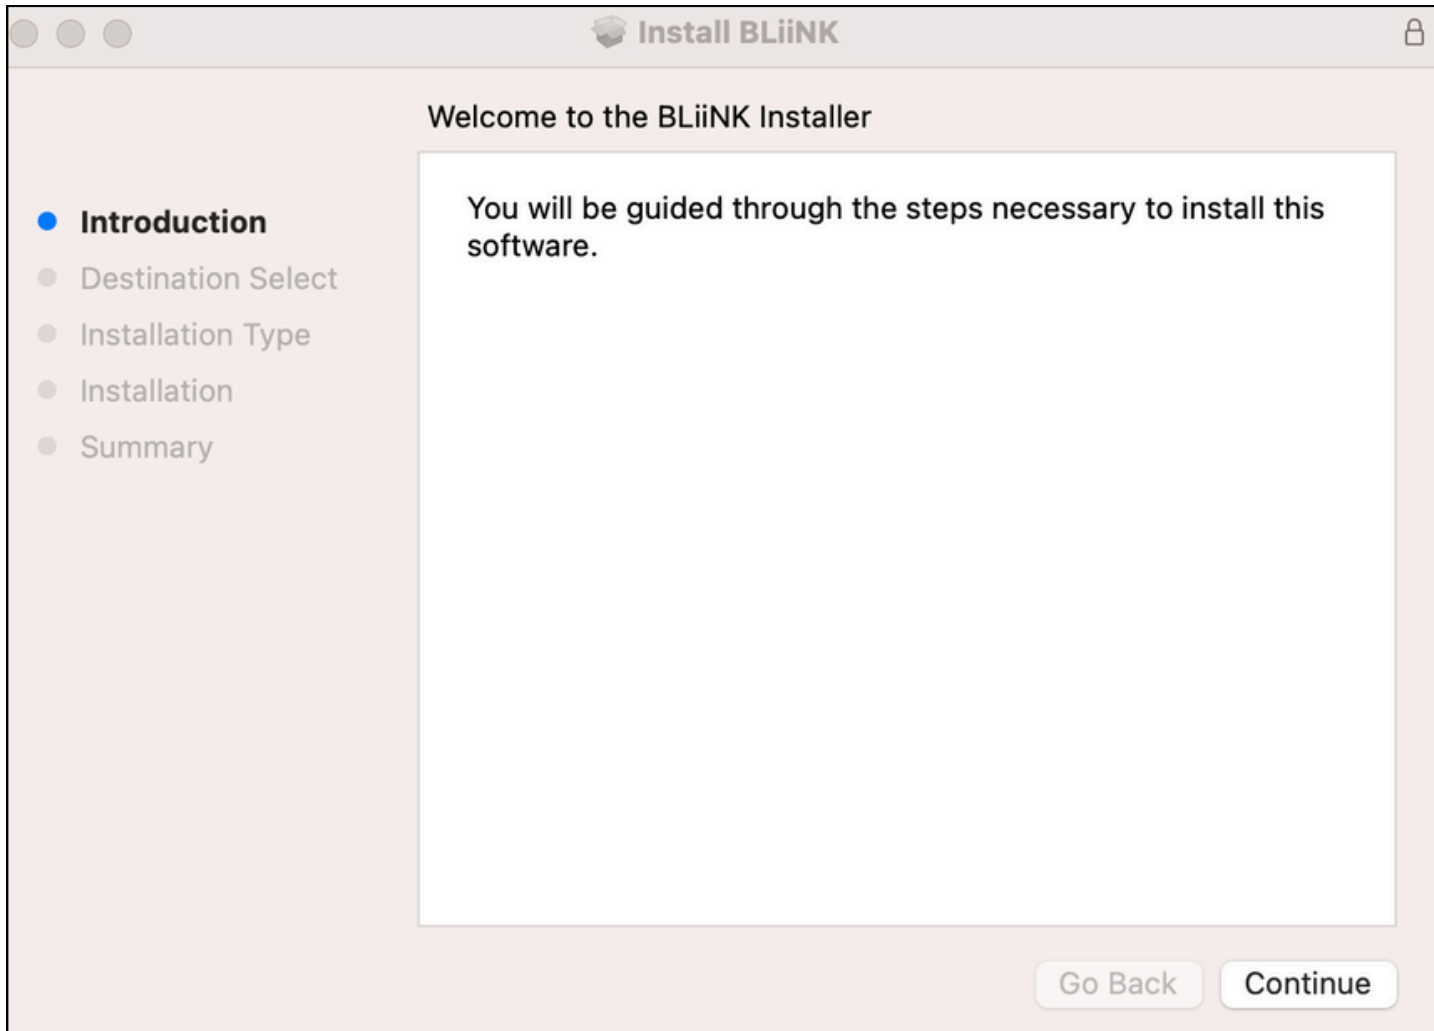 Install BLiiNK
Welcome to the BLiiNK Installer
Introduction
Destination Select
Installation Type
Installation
Summary
You will be guided through the steps necessary to install this
software.
Go Back
Continue